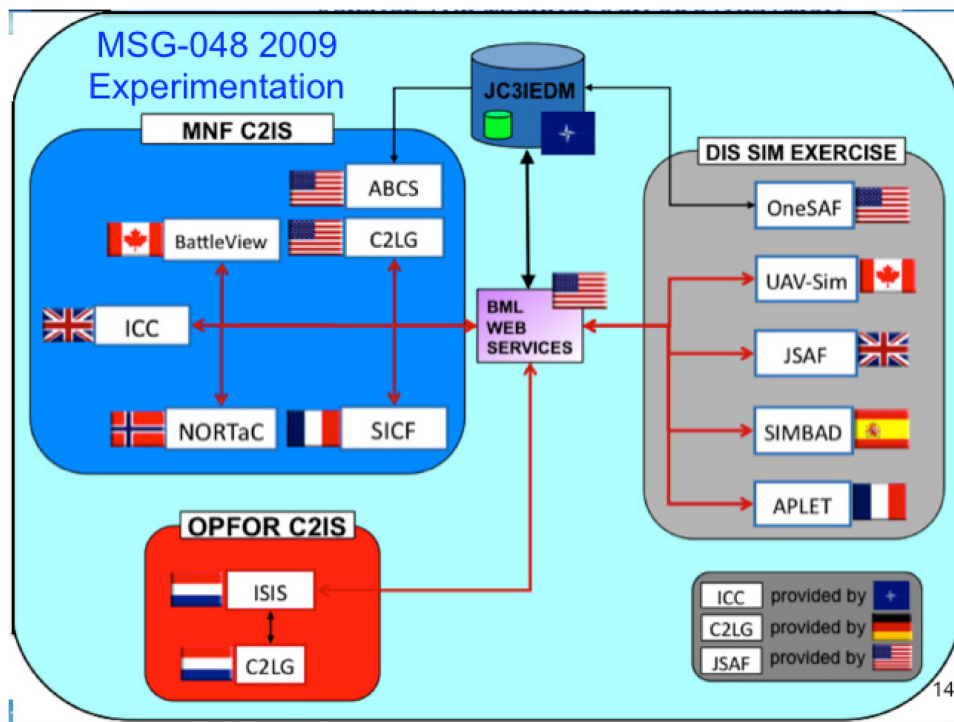 MSG-048 2009
Experimentation
JC3IEDM
MNF C2IS
DIS SIM EXERCISE
ABCS
OneSAF
BattleView
C2LG
UAV-Sim
BML
WEB
SERVICES
ICC
JSAF
NORTaC
SICF
SIMBAD
APLET
OPFOR C2IS
ISIS
C2LG
ICC provided by
C2LG provided by
JSAF provided by
14